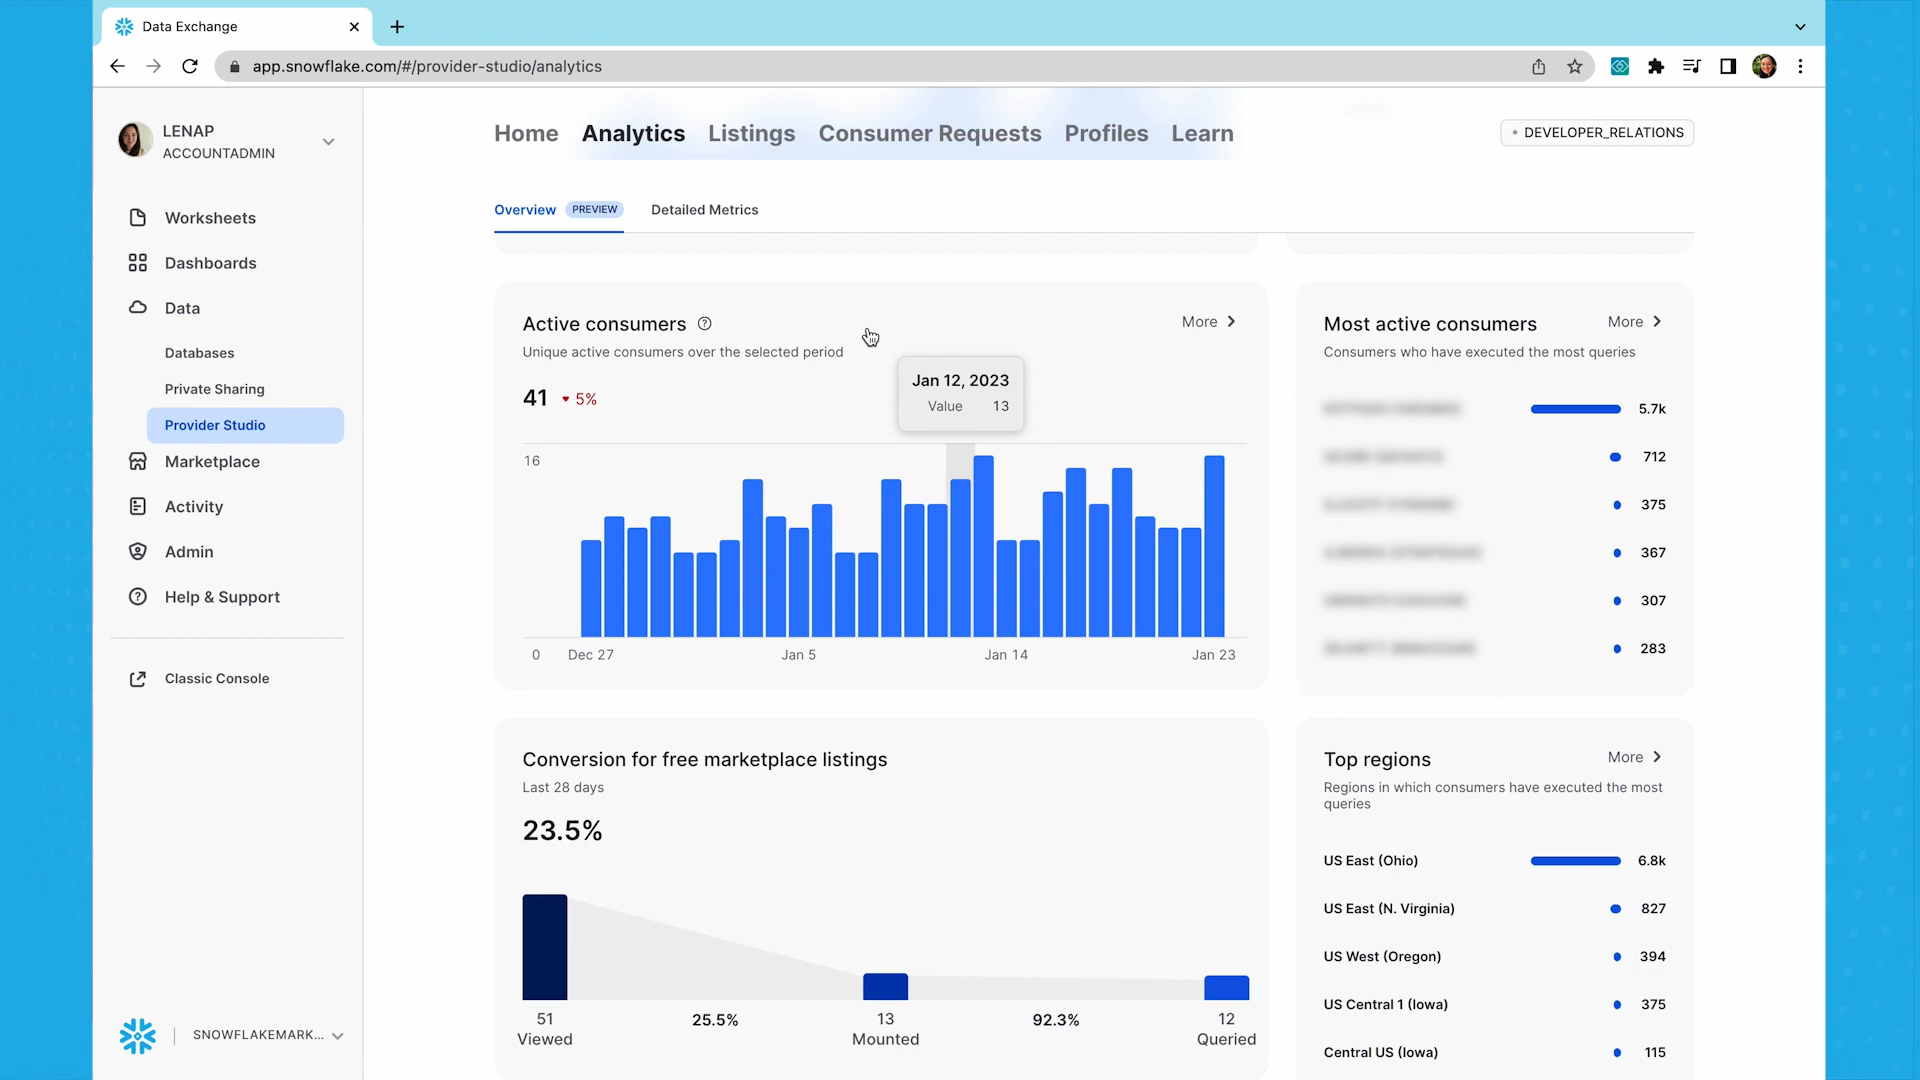 Data Exchange
app.snowflake.com/#/provider-studio/analytics
LENAP
ACCOUNTADMIN
Worksheets
Dashboards
Data
Databases
Private Sharing
Provider Studio
Marketplace
Activity
Admin
Help & Support
Classic Console
SNOWFLAKEMARK...
Home Analytics Listings Consumer Requests Profiles Learn
DEVELOPER_RELATIONS
Overview PREVIEW Detailed Metrics
Active consumers
More
Unique active consumers over the selected period
41 5%
Jan 12, 2023
Value 13
16
0 Dec 27 Jan 5 Jan 14 Jan 23
Most active consumers
More
Consumers who have executed the most queries
5.7k
712
375
367
307
283
Conversion for free marketplace listings
Last 28 days
23.5%
51 25.5% 13 92.3% 12
Viewed Mounted Queried
Top regions
More
Regions in which consumers have executed the most
queries
US East (Ohio) 6.8k
US East (N. Virginia) 827
US West (Oregon) 394
US Central 1 (Iowa) 375
Central US (Iowa) 115